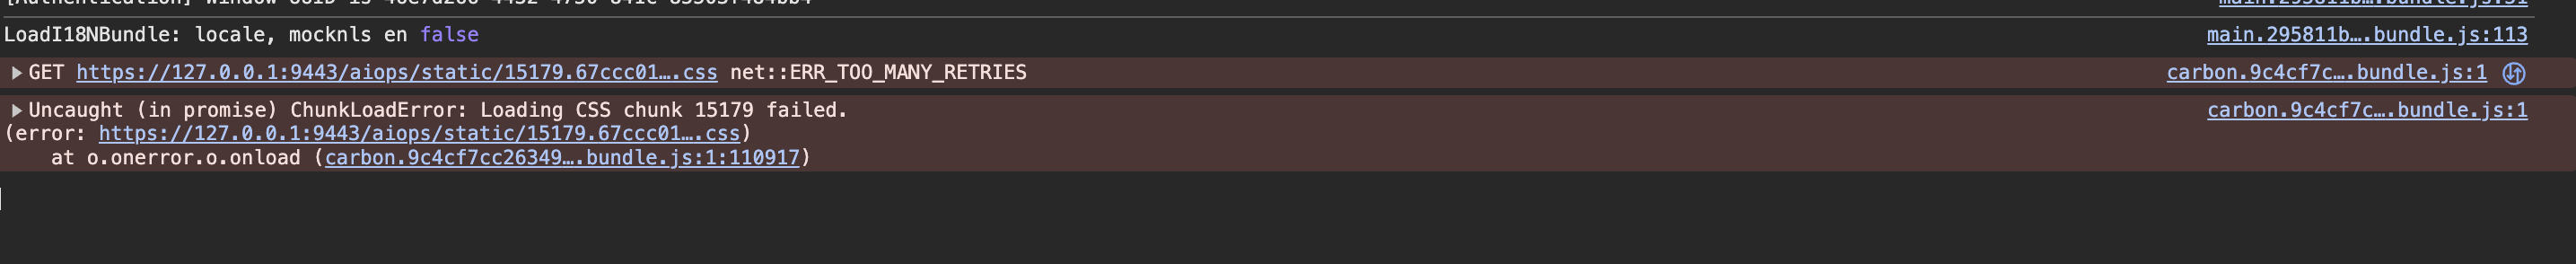 LoadI18NBundle: locale, mocknls en false main.295811b….bundle.js:113
GET https://127.0.0.1:9443/aiops/static/15179.67ccc01….css net::ERR_TOO_MANY_RETRIES carbon.9c4cf7c….bundle.js:1
Uncaught (in promise) ChunkLoadError: Loading CSS chunk 15179 failed. carbon.9c4cf7c….bundle.js:1
(error: https://127.0.0.1:9443/aiops/static/15179.67ccc01….css)
at o.onerror.o.onload (carbon.9c4cf7cc26349….bundle.js:1:110917)